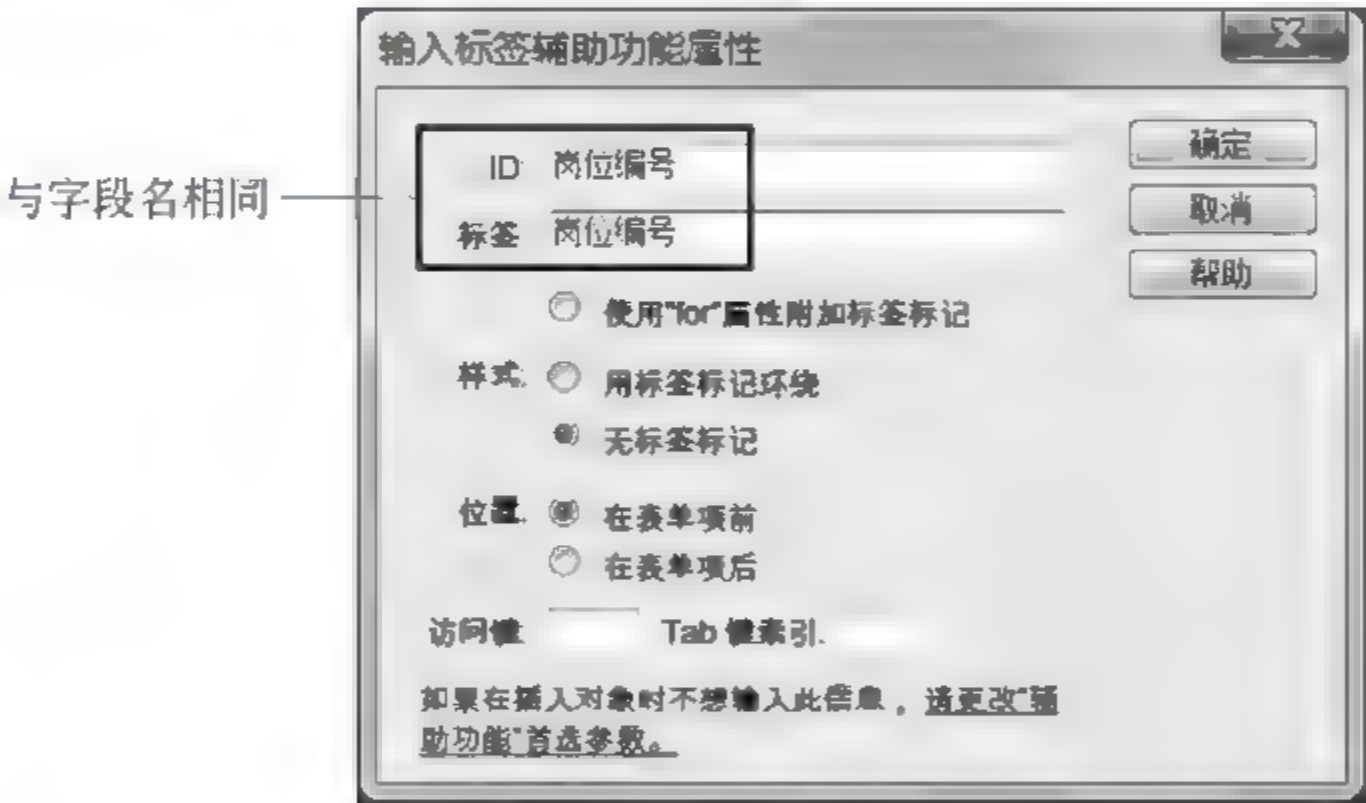 输入标签辅助功能属性
X
ID: 岗位编号
确定
与字段名相同
标签: 岗位编号
取消
帮助
使用"for"属性附加标签标记
样式: 用标签标记环绕
无标签标记
位置: 在表单项前
在表单项后
访问键: Tab 键索引:
如果在插入对象时不想输入此信息，请更改"辅
助功能"首选参数。